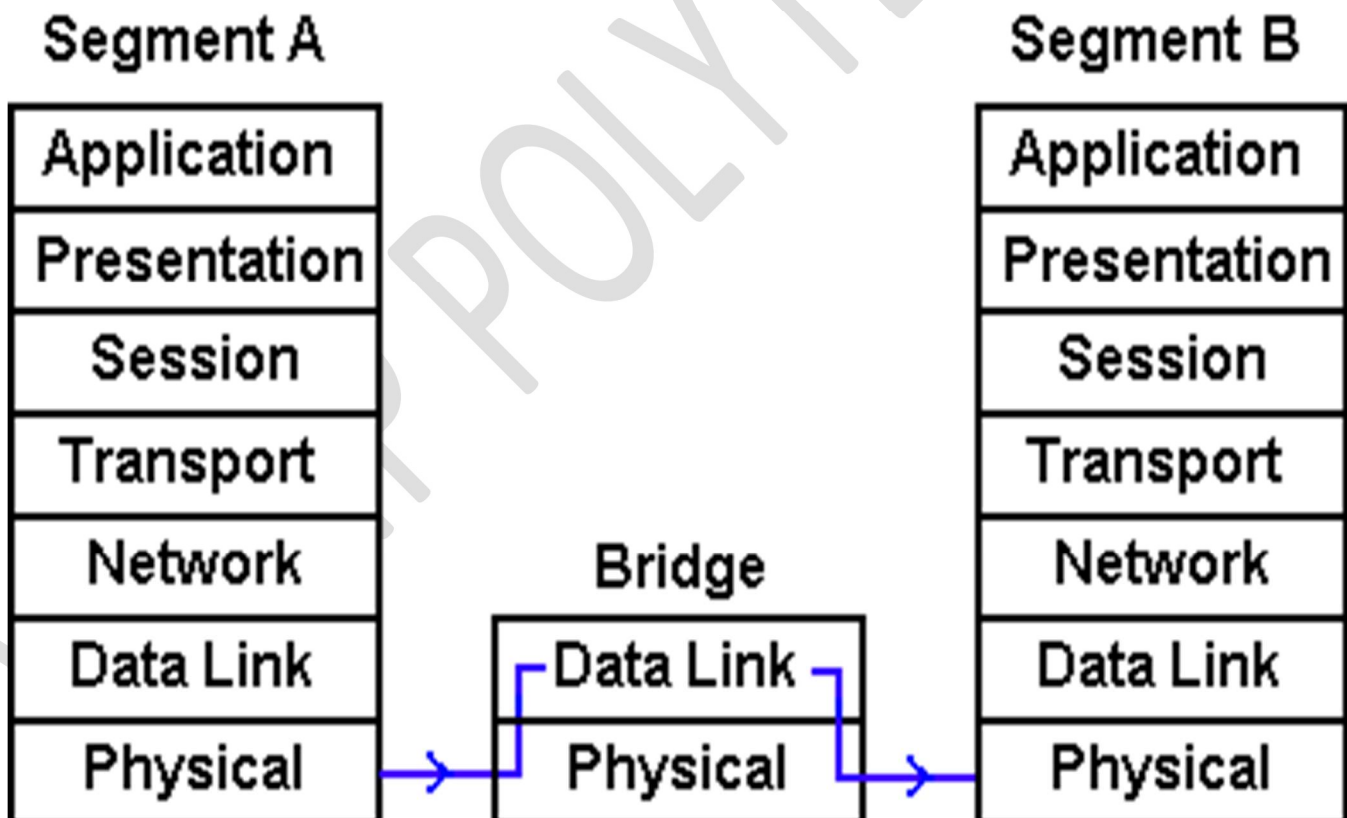 Segment A
Segment B
Application
Presentation
Session
Transport
Network
Data Link
Physical
Bridge
Data Link
Physical
Application
Presentation
Session
Transport
Network
Data Link
Physical